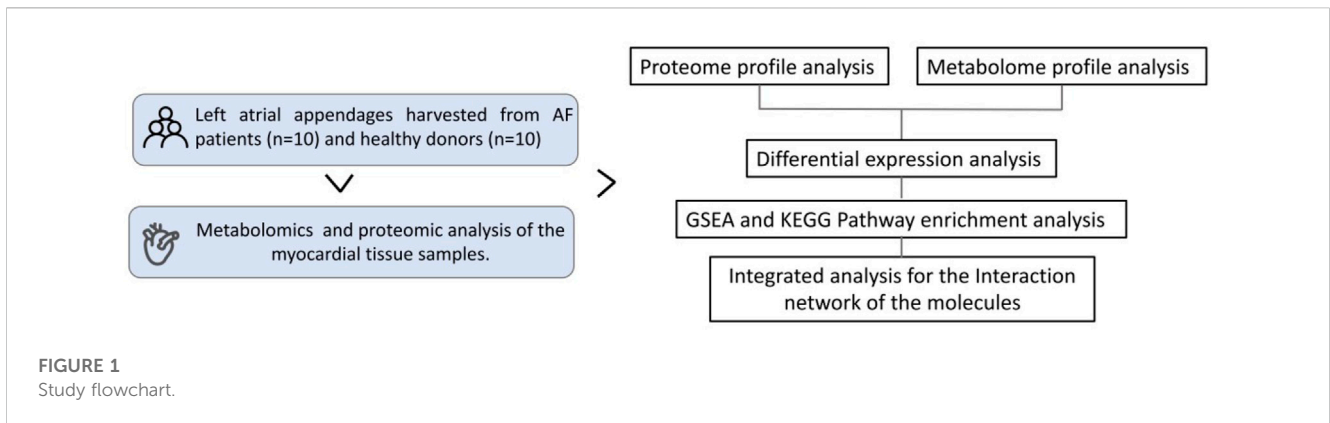 Left atrial appendages harvested from AF
patients (n=10) and healthy donors (n=10)
Metabolomics and proteomic analysis of the
myocardial tissue samples.
Proteome profile analysis
Metabolome profile analysis
Differential expression analysis
GSEA and KEGG Pathway enrichment analysis
Integrated analysis for the Interaction
network of the molecules
FIGURE 1
Study flowchart.